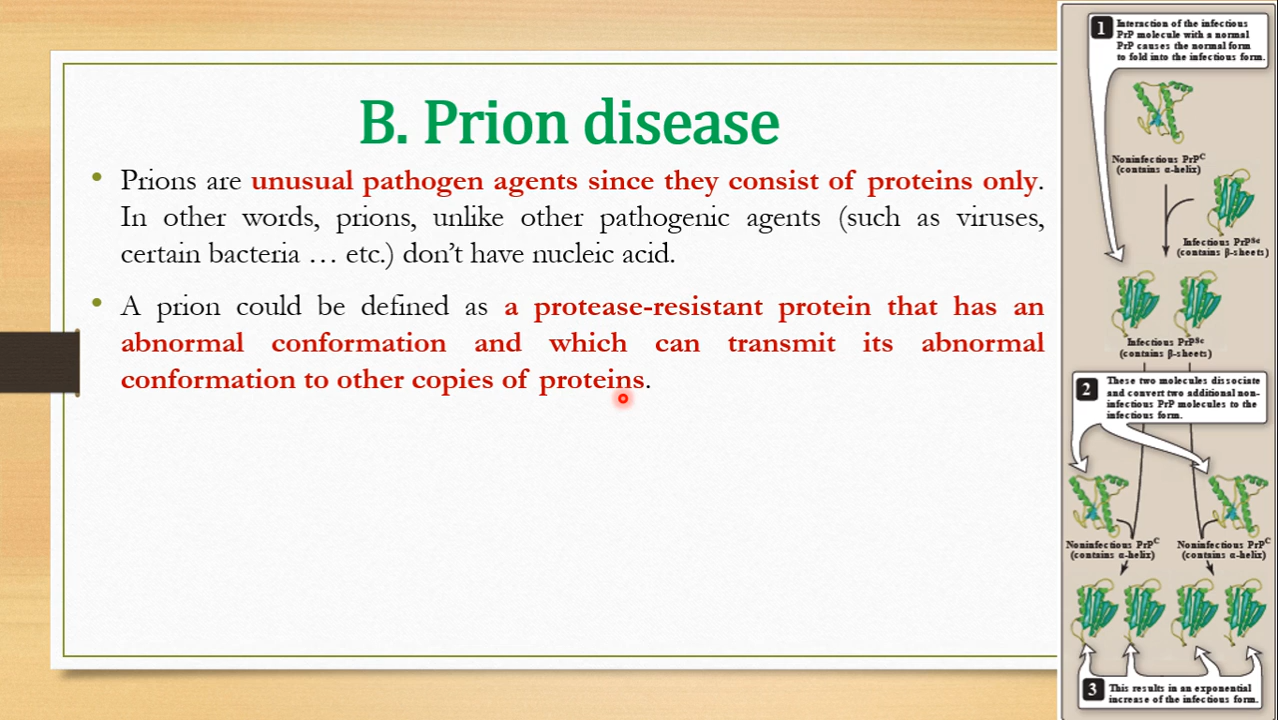 B. Prion disease
• Prions are unusual pathogen agents since they consist of proteins only.
In other words, prions, unlike other pathogenic agents (such as viruses,
certain bacteria … etc.) don’t have nucleic acid.
• A prion could be defined as a protease-resistant protein that has an
abnormal conformation and which can transmit its abnormal
conformation to other copies of proteins.
1
Interaction of the infectious
PrP molecule with a normal
PrP causes the normal form
to fold into the infectious form.
Noninfectious PrPC
(contains α-helix)
Infectious PrPSc
(contains β-sheets)
Infectious PrPSc
(contains β-sheets)
2
These two molecules dissociate
and convert two additional non-
infectious PrP molecules to the
infectious form.
Noninfectious PrPC
(contains α-helix)
Noninfectious PrPC
(contains α-helix)
3
This results in an exponential
increase of the infectious form.